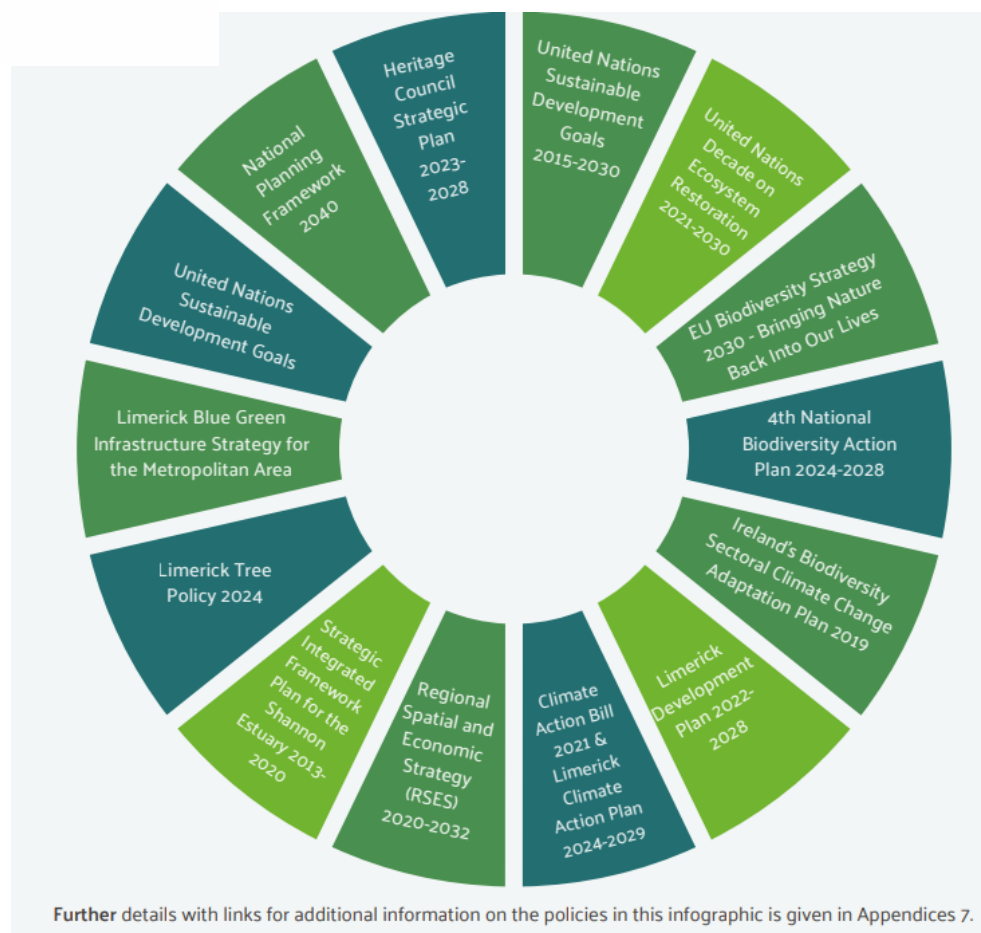 United Nations
Sustainable
Development
Goals
2015-2030
United Nations
Decade on
Ecosystem
Restoration
2021-2030
EU Biodiversity Strategy
2030 - Bringing Nature
Back Into Our Lives
4th National
Biodiversity Action
Plan 2024-2028
Ireland's Biodiversity
Sectoral Climate Change
Adaptation Plan 2019
Limerick
Development
Plan 2022-
2028
Climate
Action Bill
2021 &
Limerick
Climate
Action Plan
2024-2029
Regional
Spatial and
Economic
Strategy
(RSES)
2020-2032
Strategic
Integrated
Framework
Plan for the
Shannon
Estuary 2013-
2020
Limerick Tree
Policy 2024
Limerick Blue Green
Infrastructure Strategy for
the Metropolitan Area
United Nations
Sustainable
Development Goals
National
Planning
Framework
2040
Heritage
Council
Strategic
Plan
2023-
2028
Further details with links for additional information on the policies in this infographic is given in Appendices 7.